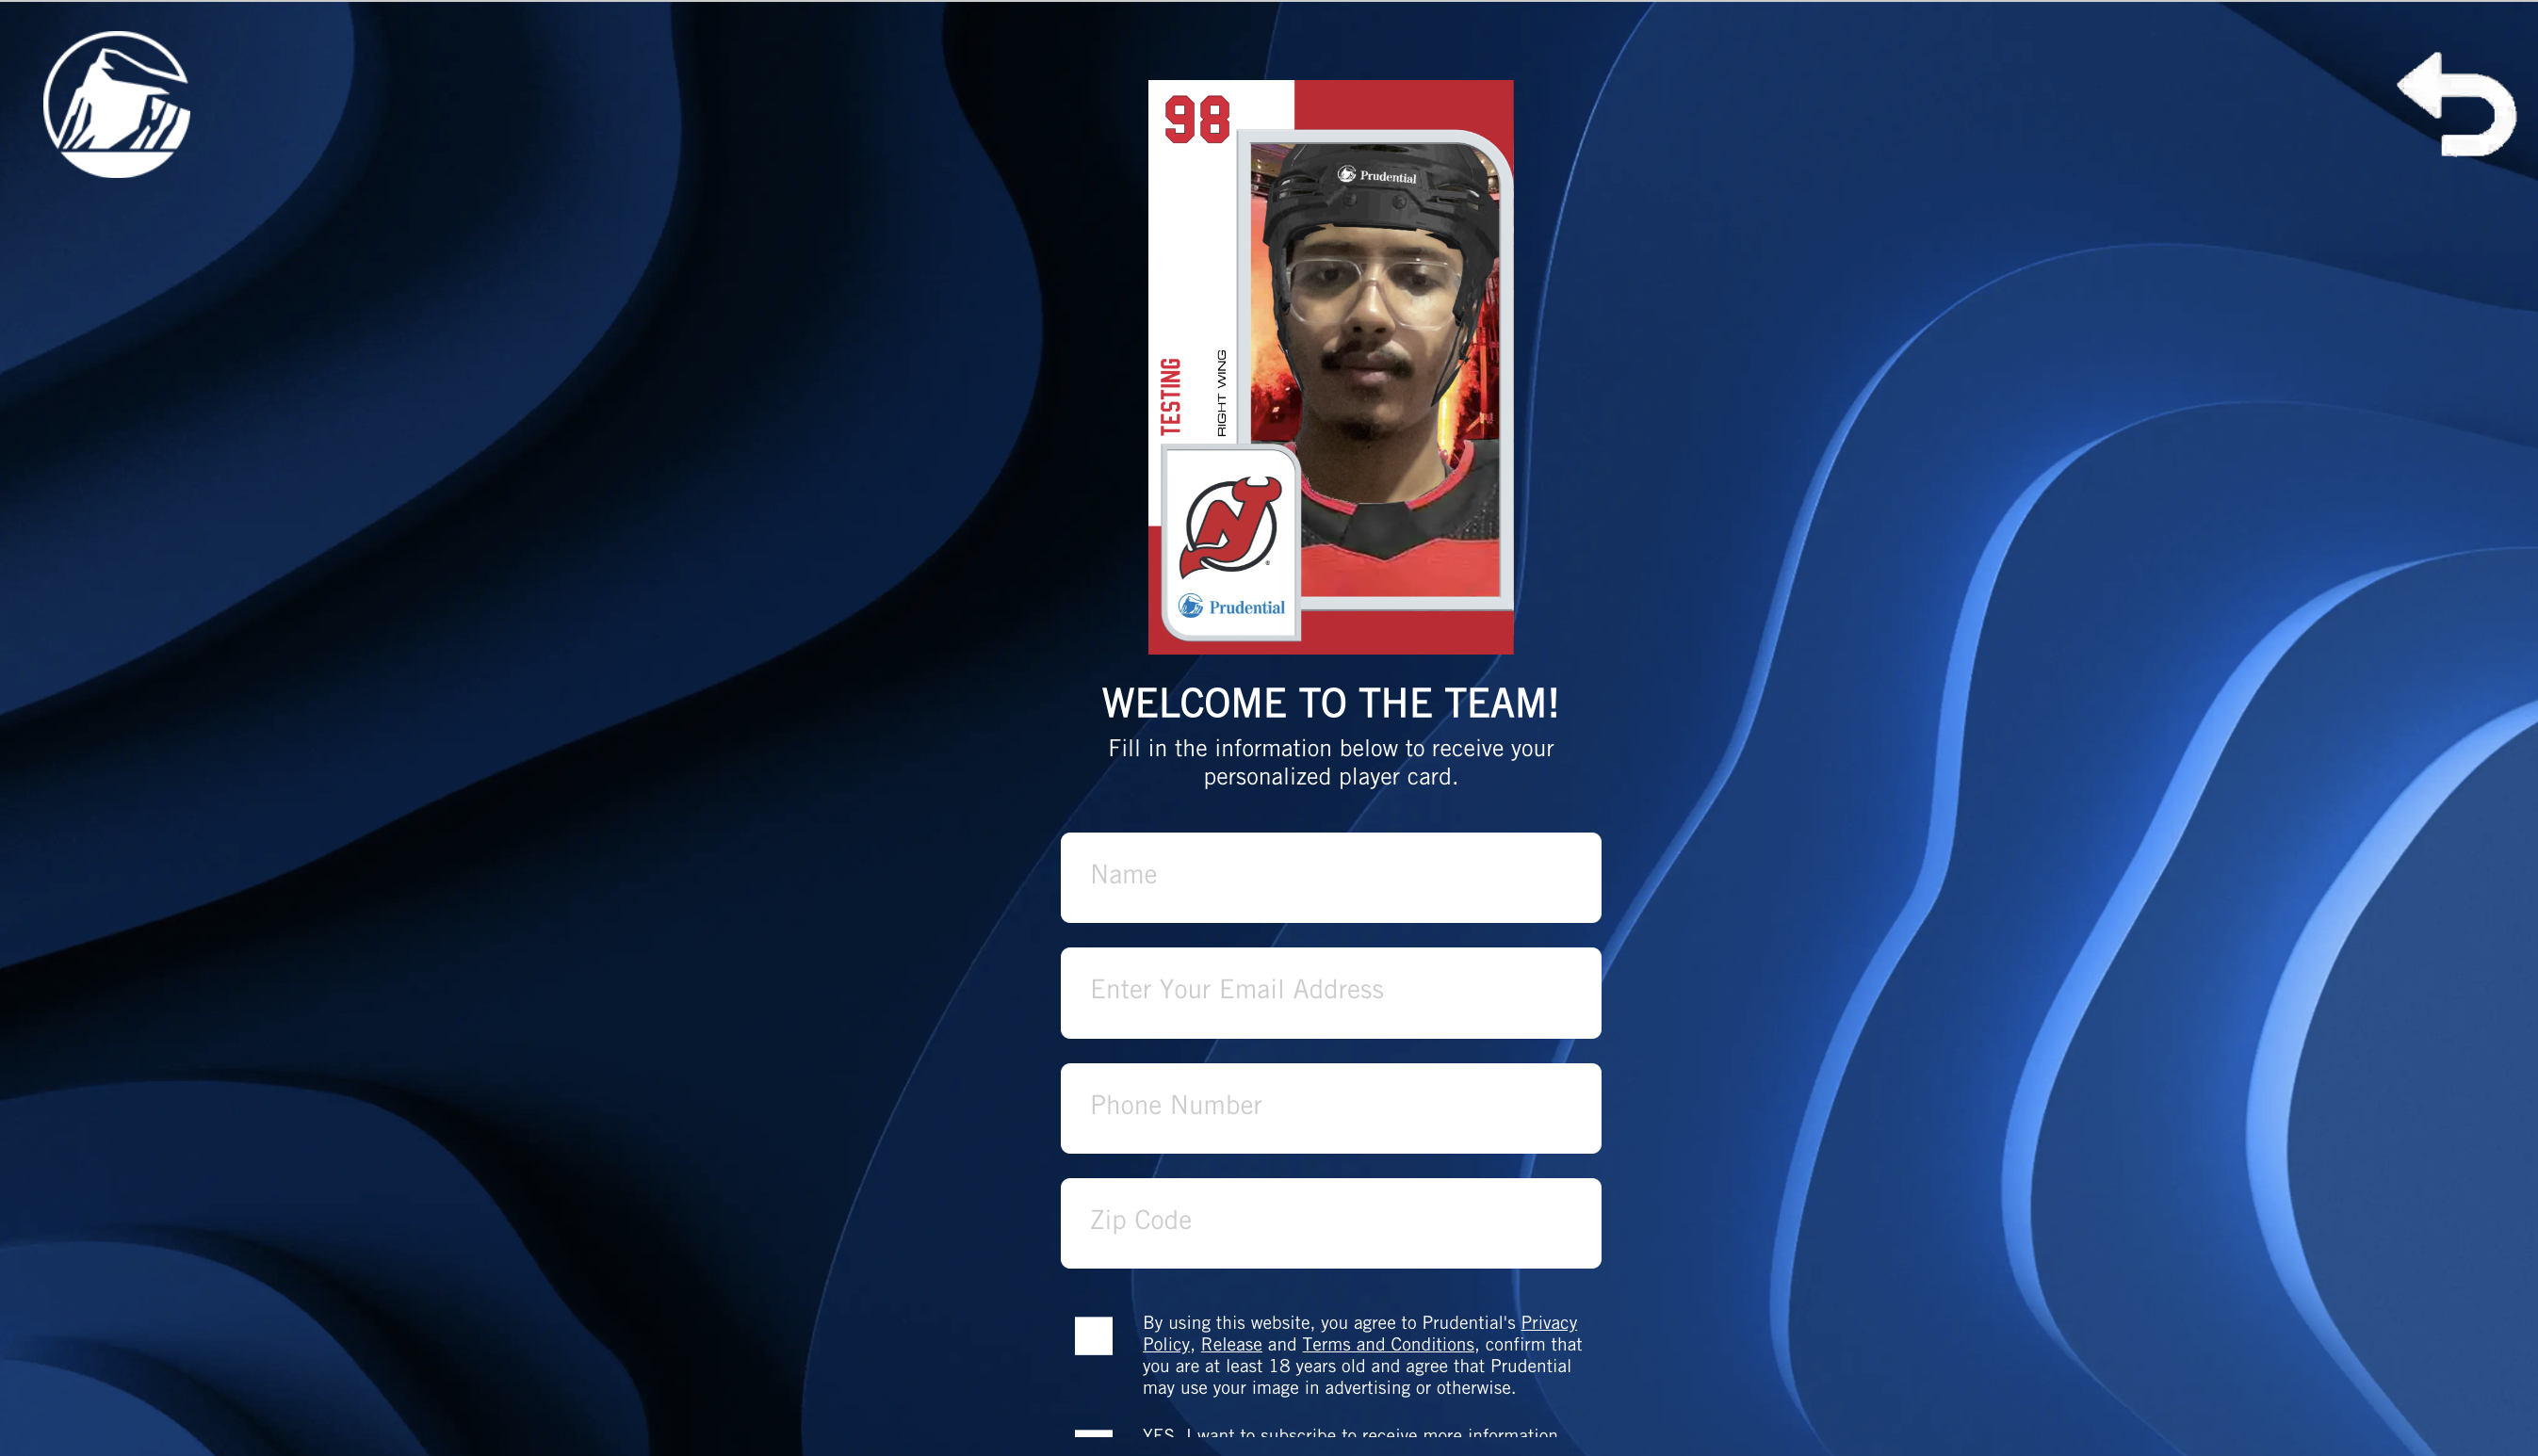 98
Prudential
TESTING
RIGHT WING
Prudential
WELCOME TO THE TEAM!
Fill in the information below to receive your
personalized player card.
Name
Enter Your Email Address
Phone Number
Zip Code
By using this website, you agree to Prudential's Privacy
Policy, Release and Terms and Conditions, confirm that
you are at least 18 years old and agree that Prudential
may use your image in advertising or otherwise.
YES, I want to subscribe to receive more information